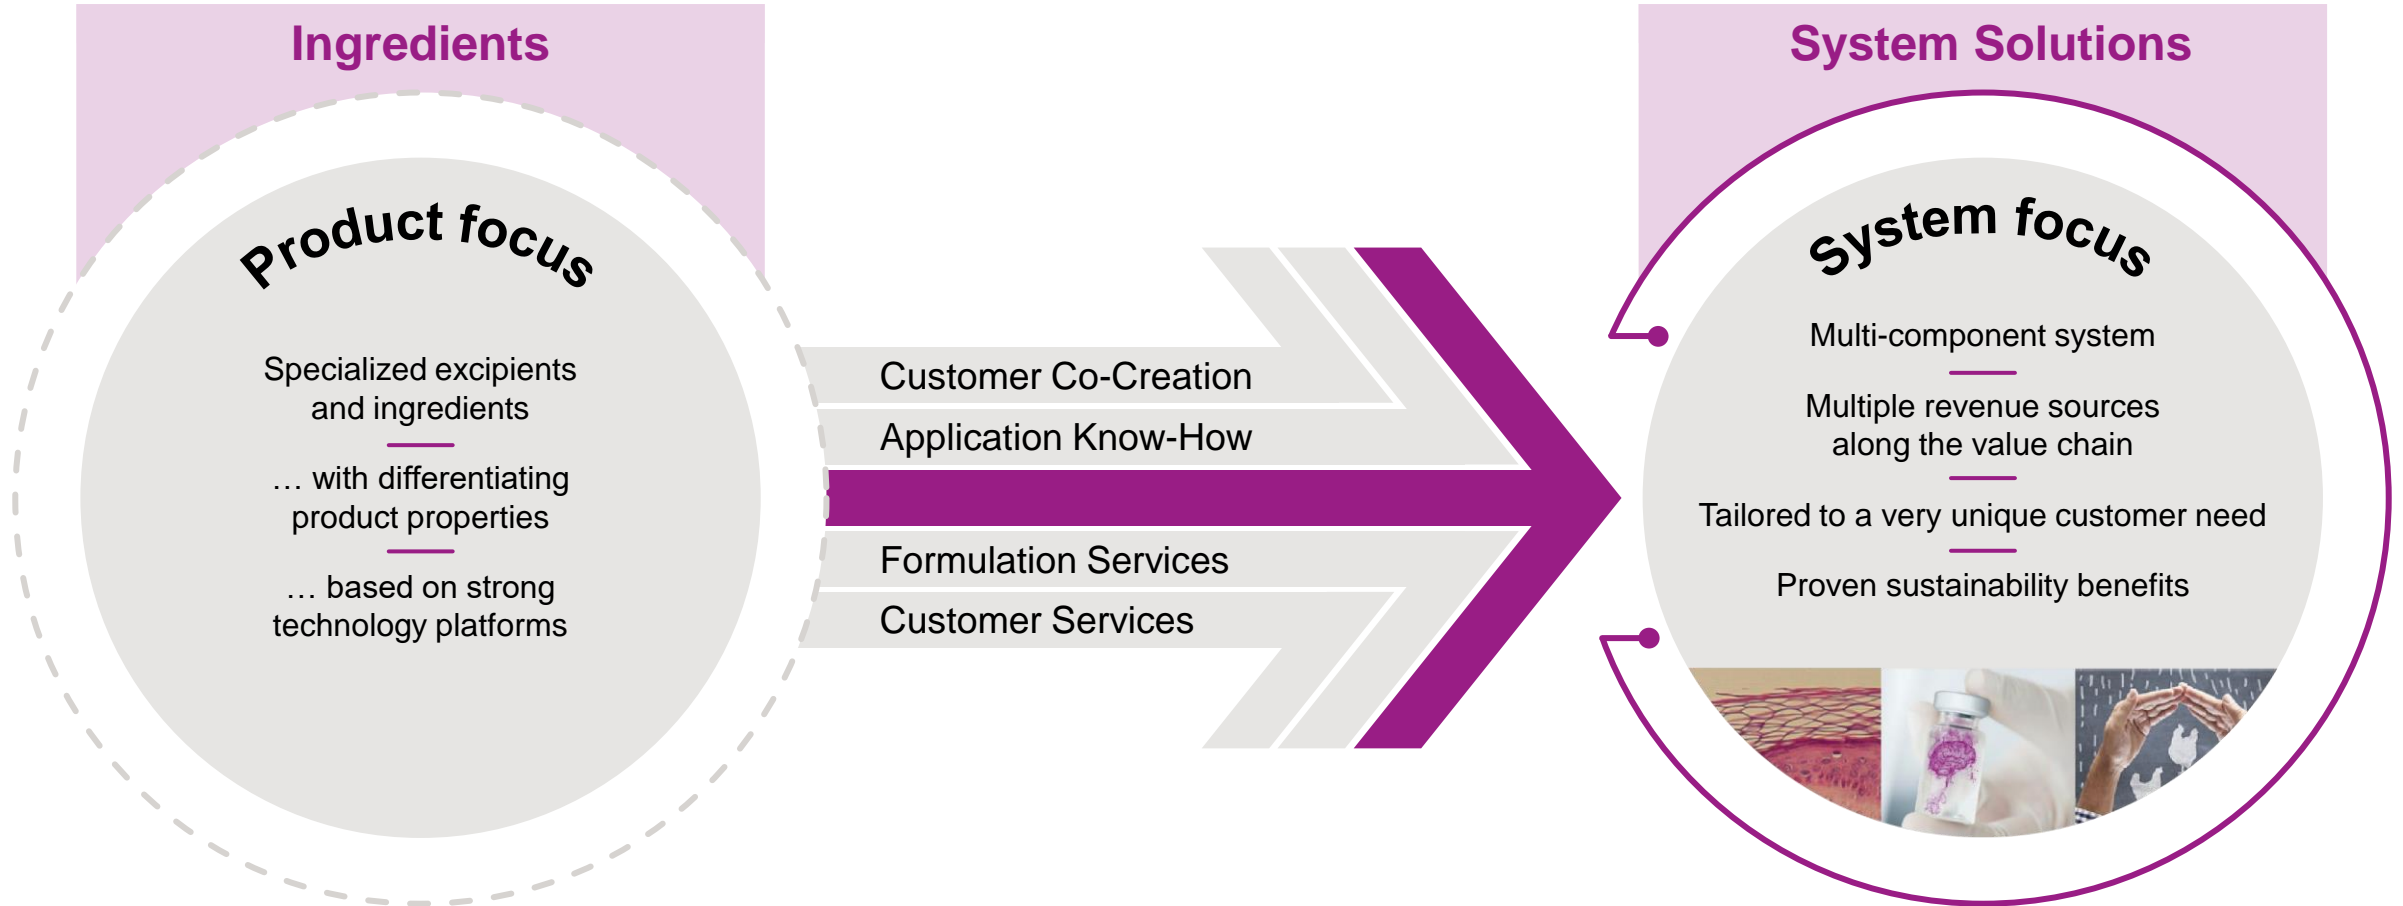 Ingredients
Product focus
Specialized excipients
and ingredients
… with differentiating
product properties
… based on strong
technology platforms
Customer Co-Creation
Application Know-How
Formulation Services
Customer Services
System Solutions
System focus
Multi-component system
Multiple revenue sources
along the value chain
Tailored to a very unique customer need
Proven sustainability benefits